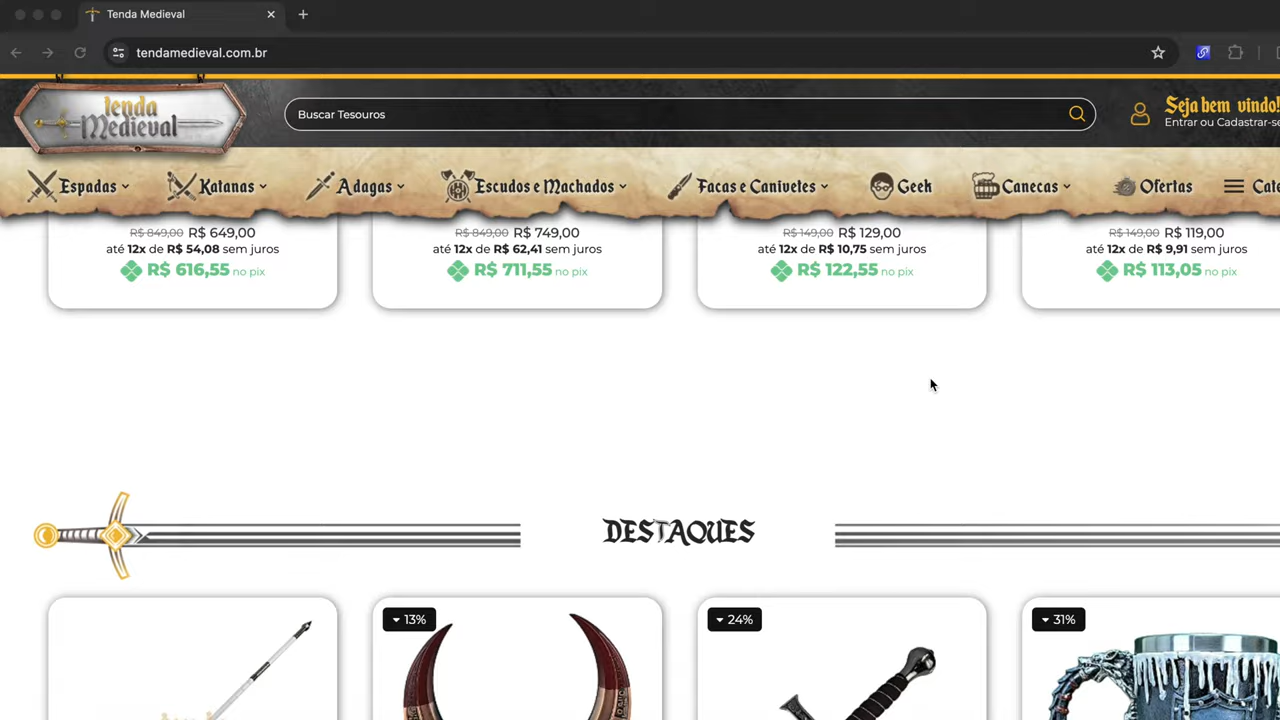 Tenda Medieval
tendamedieval.com.br
tenda
Medieval
Buscar Tesouros
Seja bem vindo!
Entrar ou Cadastrar-se
Espadas
Katanas
Adagas
Escudos e Machados
Facas e Canivetes
Geek
Canecas
Ofertas
R$ 849,00 R$ 649,00
até 12x de R$ 54,08 sem juros
R$ 616,55 no pix
R$ 849,00 R$ 749,00
até 12x de R$ 62,41 sem juros
R$ 711,55 no pix
R$ 149,00 R$ 129,00
até 12x de R$ 10,75 sem juros
R$ 122,55 no pix
R$ 149,00 R$ 119,00
até 12x de R$ 9,91 sem juros
R$ 113,05 no pix
DESTAQUES
13%
24%
31%